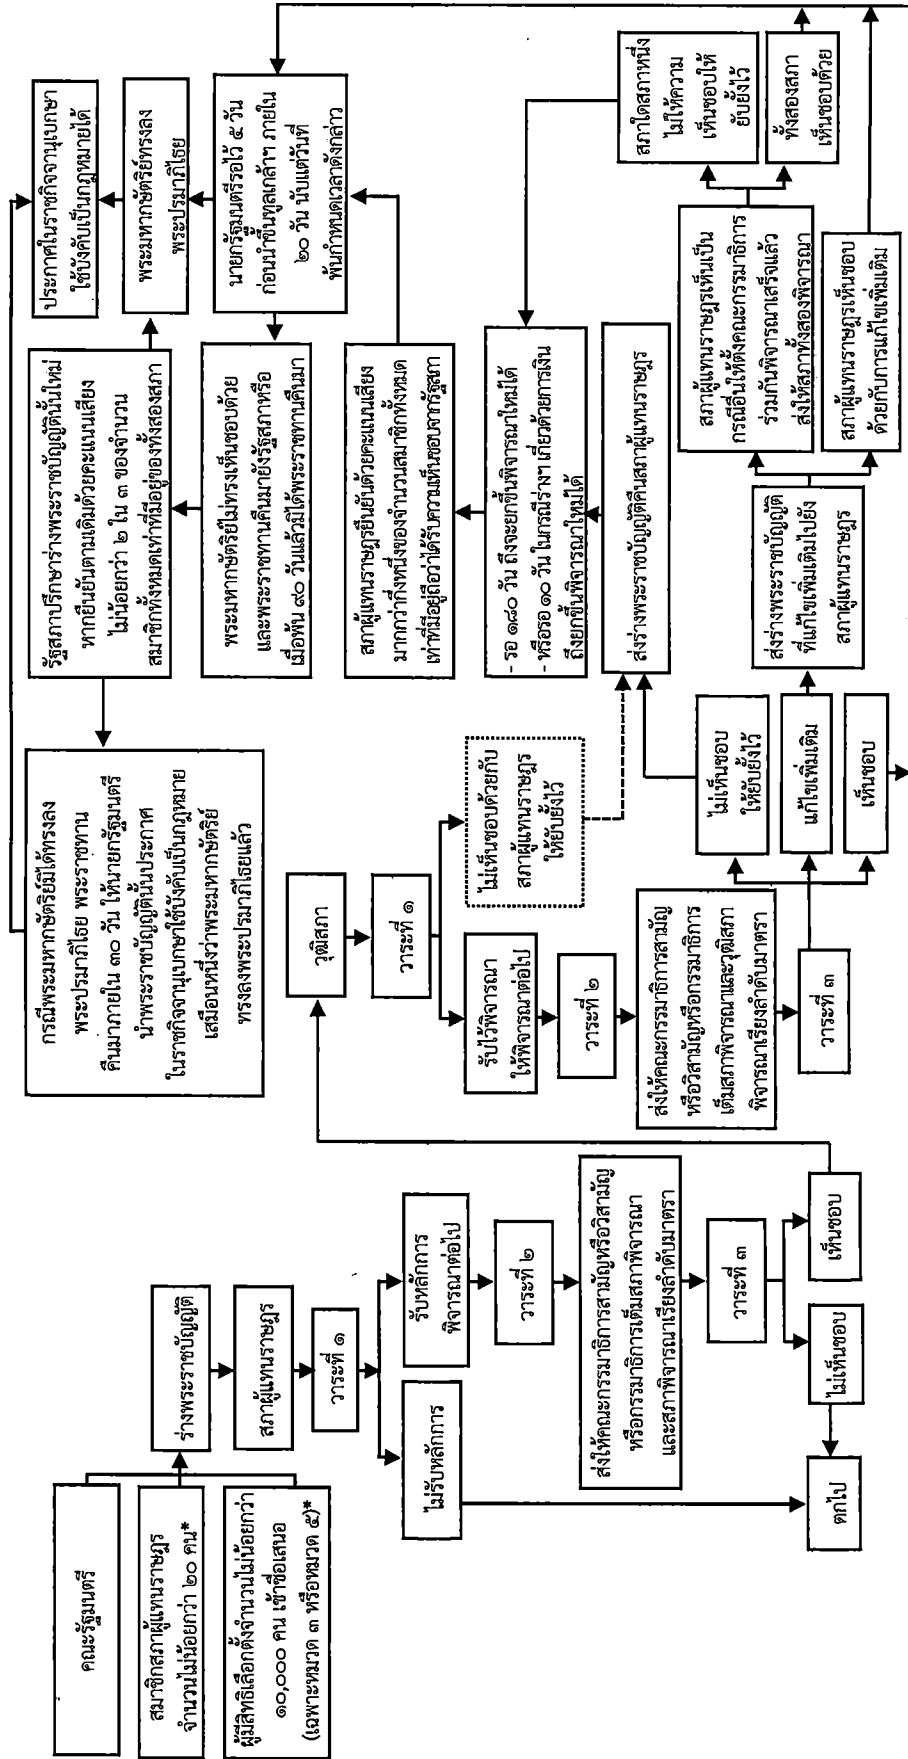 คณะรัฐมนตรี
สมาชิกสภาผู้แทนราษฎร
จำนวนไม่น้อยกว่า ๒๐ คน*
ผู้มีสิทธิเลือกตั้งจำนวนไม่น้อยกว่า
๑๐,๐๐๐ คน เข้าชื่อเสนอ
(เฉพาะหมวด ๓ หรือหมวด ๕)*
ร่างพระราชบัญญัติ
สภาผู้แทนราษฎร
วาระที่ ๑
ไม่รับหลักการ
รับหลักการ
พิจารณาต่อไป
วาระที่ ๒
ส่งให้คณะกรรมาธิการสามัญหรือวิสามัญ
หรือกรรมาธิการเต็มสภาพิจารณา
และสภาพิจารณาเรียงลำดับมาตรา
วาระที่ ๓
ไม่เห็นชอบ
เห็นชอบ
ตกไป
วุฒิสภา
วาระที่ ๑
รับไว้พิจารณา
ให้พิจารณาต่อไป
ไม่เห็นชอบด้วยกับ
สภาผู้แทนราษฎร
ให้ยับยั้งไว้
วาระที่ ๒
ส่งให้คณะกรรมาธิการสามัญ
หรือวิสามัญหรือกรรมาธิการ
เต็มสภาพิจารณาและวุฒิสภา
พิจารณาเรียงลำดับมาตรา
วาระที่ ๓
ไม่เห็นชอบ
ให้ยับยั้งไว้
แก้ไขเพิ่มเติม
เห็นชอบ
ส่งร่างพระราชบัญญัติ
ที่แก้ไขเพิ่มเติมไปยัง
สภาผู้แทนราษฎร
สภาผู้แทนราษฎรเห็นเป็น
กรณีอื่นให้ตั้งคณะกรรมาธิการ
ร่วมกันพิจารณาเสร็จแล้ว
ส่งให้สภาทั้งสองพิจารณา
สภาผู้แทนราษฎรเห็นชอบ
ด้วยกับการแก้ไขเพิ่มเติม
สภาใดสภาหนึ่ง
ไม่ให้ความ
เห็นชอบให้
ยับยั้งไว้
ทั้งสองสภา
เห็นชอบด้วย
ส่งร่างพระราชบัญญัติคืนสภาผู้แทนราษฎร
- รอ ๑๘๐ วัน ถึงจะยกขึ้นพิจารณาใหม่ได้
- หรือรอ ๑๐ วัน ในกรณีร่างฯ เกี่ยวด้วยการเงิน
ถึงยกขึ้นพิจารณาใหม่ได้
สภาผู้แทนราษฎรยืนยันด้วยคะแนนเสียง
มากกว่ากึ่งหนึ่งของจำนวนสมาชิกทั้งหมด
เท่าที่มีอยู่ถือว่าได้รับความเห็นชอบจากรัฐสภา
นายกรัฐมนตรีรอไว้ ๕ วัน
ก่อนนำขึ้นทูลเกล้าฯ ภายใน
๒๐ วัน นับแต่วันที่
พ้นกำหนดเวลาดังกล่าว
พระมหากษัตริย์ทรงลง
พระปรมาภิไธย
ประกาศในราชกิจจานุเบกษา
ใช้บังคับเป็นกฎหมายได้
พระมหากษัตริย์ไม่ทรงเห็นชอบด้วย
และพระราชทานคืนมายังรัฐสภาหรือ
เมื่อพ้น ๙๐ วันแล้วมิได้พระราชทานคืนมา
รัฐสภาปรึกษาร่างพระราชบัญญัตินั้นใหม่
หากยืนยันตามเดิมด้วยคะแนนเสียง
ไม่น้อยกว่า ๒ ใน ๓ ของจำนวน
สมาชิกทั้งหมดเท่าที่มีอยู่ของทั้งสองสภา
กรณีพระมหากษัตริย์มิได้ทรงลง
พระปรมาภิไธย พระราชทาน
คืนมาภายใน ๓๐ วัน ให้นายกรัฐมนตรี
นำพระราชบัญญัตินั้นประกาศ
ในราชกิจจานุเบกษาใช้บังคับเป็นกฎหมาย
เสมือนหนึ่งว่าพระมหากษัตริย์
ทรงลงพระปรมาภิไธยแล้ว